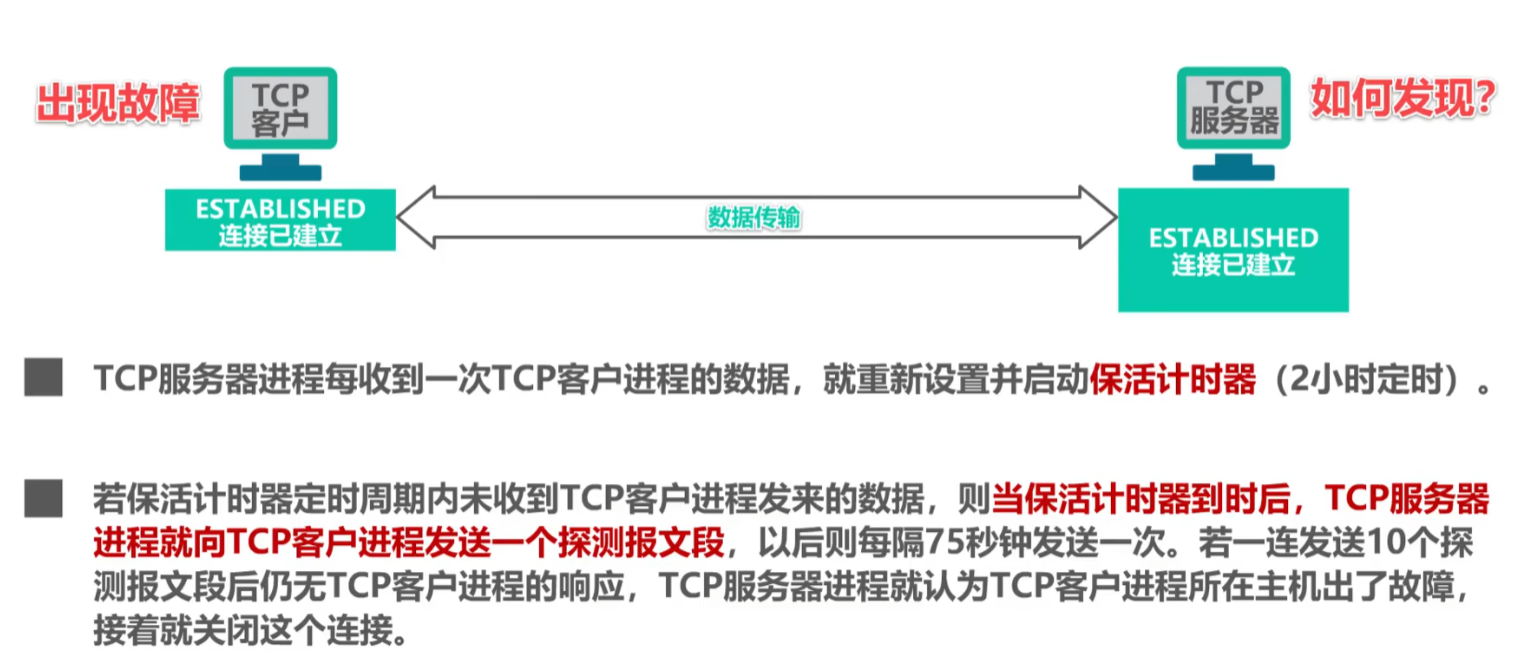 出现故障
TCP
客户
TCP
服务器
如何发现?
ESTABLISHED
连接已建立
数据传输
ESTABLISHED
连接已建立
TCP服务器进程每收到一次TCP客户进程的数据，就重新设置并启动保活计时器（2小时定时）。
若保活计时器定时周期内未收到TCP客户进程发来的数据，则当保活计时器到时后，TCP服务器
进程就向TCP客户进程发送一个探测报文段，以后则每隔75秒钟发送一次。若一连发送10个探
测报文段后仍无TCP客户进程的响应，TCP服务器进程就认为TCP客户进程所在主机出了故障，
接着就关闭这个连接。